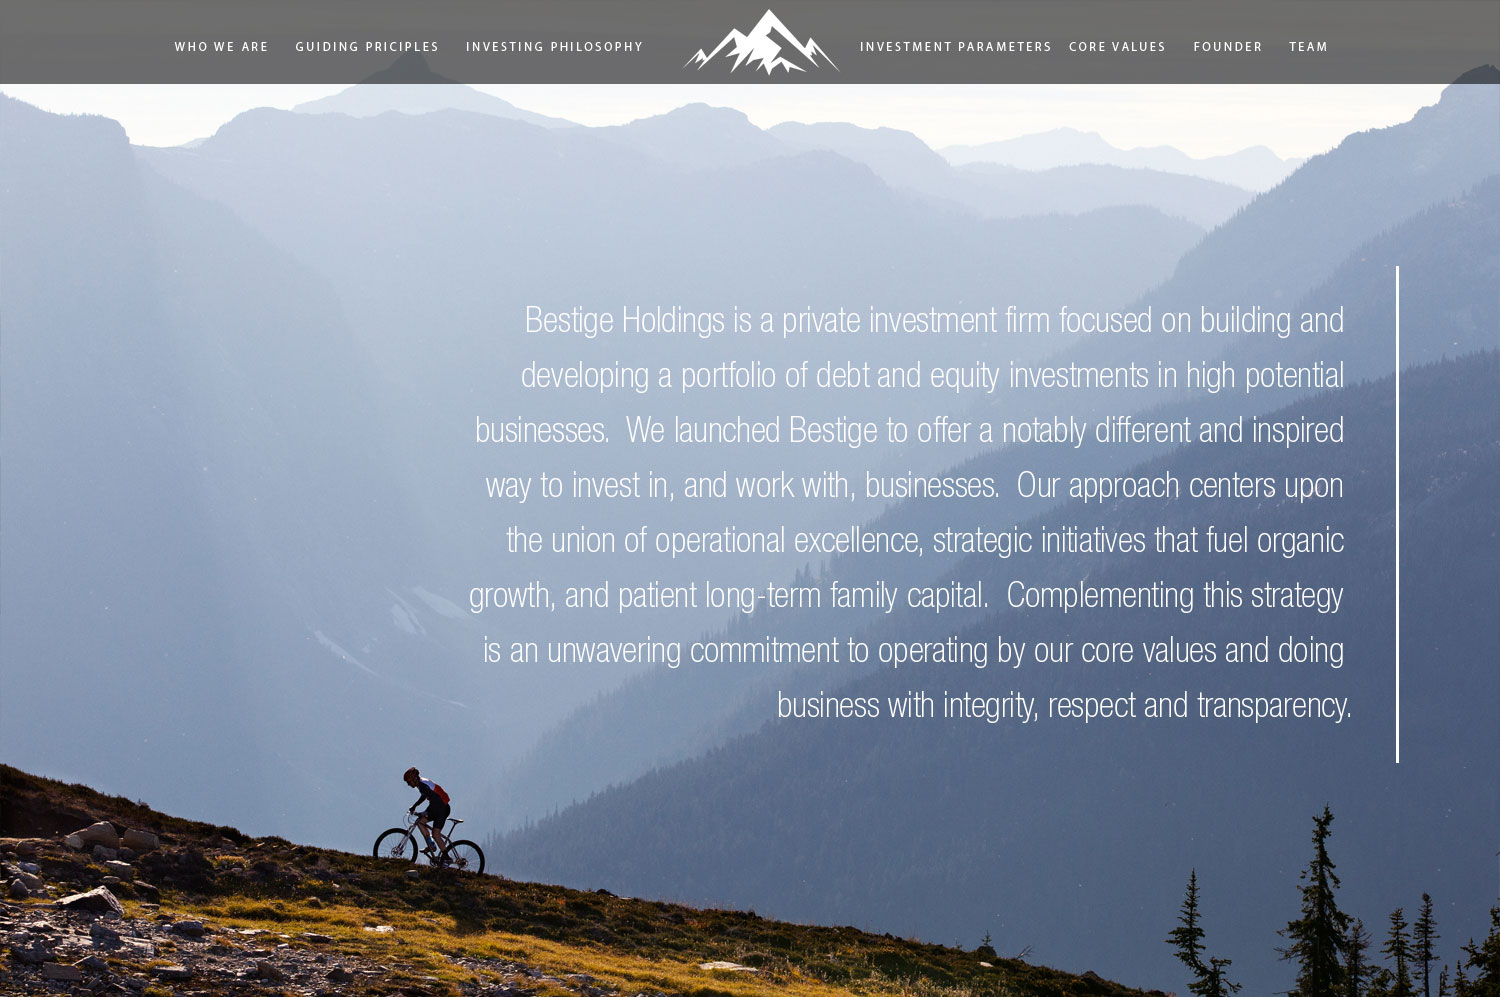 WHO WE ARE GUIDING PRICIPLES INVESTING PHILOSOPHY INVESTMENT PARAMETERS CORE VALUES FOUNDER TEAM
Bestige Holdings is a private investment firm focused on building and
developing a portfolio of debt and equity investments in high potential
businesses. We launched Bestige to offer a notably different and inspired
way to invest in, and work with, businesses. Our approach centers upon
the union of operational excellence, strategic initiatives that fuel organic
growth, and patient long-term family capital. Complementing this strategy
is an unwavering commitment to operating by our core values and doing
business with integrity, respect and transparency.